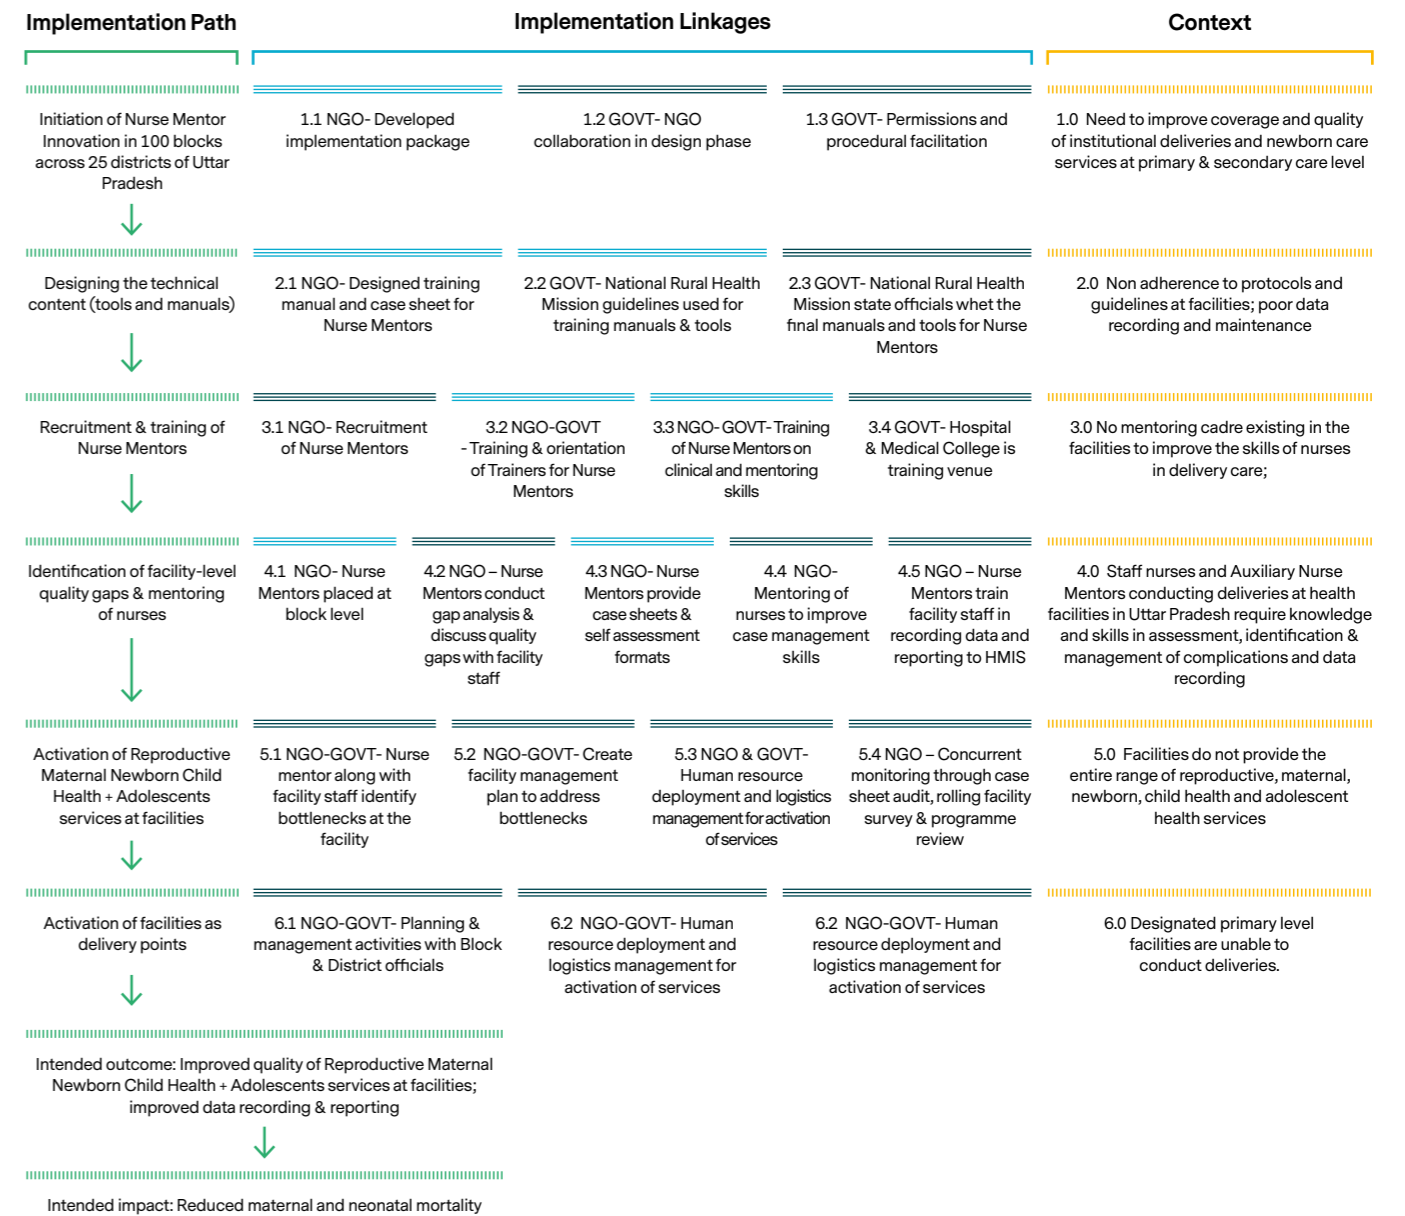 Implementation Path
Implementation Linkages
Context
Initiation of Nurse Mentor
Innovation in 100 blocks
across 25 districts of Uttar
Pradesh
1.1 NGO- Developed
implementation package
1.2 GOVT- NGO
collaboration in design phase
1.3 GOVT- Permissions and
procedural facilitation
1.0 Need to improve coverage and quality
of institutional deliveries and newborn care
services at primary & secondary care level
Designing the technical
content (tools and manuals)
2.1 NGO- Designed training
manual and case sheet for
Nurse Mentors
2.2 GOVT- National Rural Health
Mission guidelines used for
training manuals & tools
2.3 GOVT- National Rural Health
Mission state officials whet the
final manuals and tools for Nurse
Mentors
2.0 Non adherence to protocols and
guidelines at facilities; poor data
recording and maintenance
Recruitment & training of
Nurse Mentors
3.1 NGO- Recruitment
of Nurse Mentors
3.2 NGO-GOVT
- Training & orientation
of Trainers for Nurse
Mentors
3.3 NGO- GOVT- Training
of Nurse Mentors on
clinical and mentoring
skills
3.4 GOVT- Hospital
& Medical College is
training venue
3.0 No mentoring cadre existing in the
facilities to improve the skills of nurses
in delivery care;
Identification of facility-level
quality gaps & mentoring
of nurses
4.1 NGO- Nurse
Mentors placed at
block level
4.2 NGO – Nurse
Mentors conduct
gap analysis &
discuss quality
gaps with facility
staff
4.3 NGO- Nurse
Mentors provide
case sheets &
self assessment
formats
4.4 NGO-
Mentoring of
nurses to improve
case management
skills
4.5 NGO – Nurse
Mentors train
facility staff in
recording data and
reporting to HMIS
4.0 Staff nurses and Auxiliary Nurse
Mentors conducting deliveries at health
facilities in Uttar Pradesh require knowledge
and skills in assessment, identification &
management of complications and data
recording
Activation of Reproductive
Maternal Newborn Child
Health + Adolescents
services at facilities
5.1 NGO-GOVT- Nurse
mentor along with
facility staff identify
bottlenecks at the
facility
5.2 NGO-GOVT- Create
facility management
plan to address
bottlenecks
5.3 NGO & GOVT-
Human resource
deployment and logistics
management for activation
of services
5.4 NGO – Concurrent
monitoring through case
sheet audit, rolling facility
survey & programme
review
5.0 Facilities do not provide the
entire range of reproductive, maternal,
newborn, child health and adolescent
health services
Activation of facilities as
delivery points
6.1 NGO-GOVT- Planning &
management activities with Block
& District officials
6.2 NGO-GOVT- Human
resource deployment and
logistics management for
activation of services
6.2 NGO-GOVT- Human
resource deployment and
logistics management for
activation of services
6.0 Designated primary level
facilities are unable to
conduct deliveries.
Intended outcome: Improved quality of Reproductive Maternal
Newborn Child Health + Adolescents services at facilities;
improved data recording & reporting
Intended impact: Reduced maternal and neonatal mortality